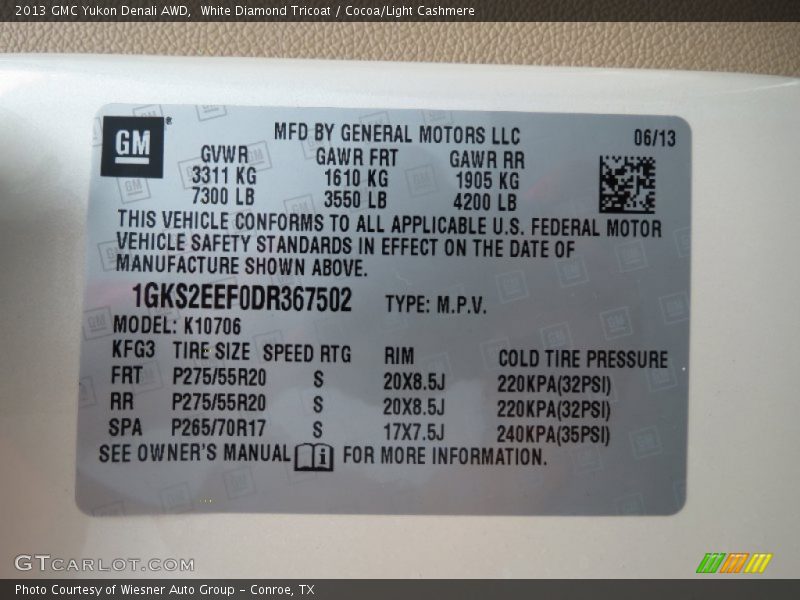 2013 GMC Yukon Denali AWD,  White Diamond Tricoat / Cocoa/Light Cashmere
GM®
MFD BY GENERAL MOTORS LLC 06/13
GVWR GAWR FRT GAWR RR
3311 KG 1610 KG 1905 KG
7300 LB 3550 LB 4200 LB
THIS VEHICLE CONFORMS TO ALL APPLICABLE U.S. FEDERAL MOTOR
VEHICLE SAFETY STANDARDS IN EFFECT ON THE DATE OF
MANUFACTURE SHOWN ABOVE.
1GKS2EEF0DR367502 TYPE: M.P.V.
MODEL: K10706
KFG3 TIRE SIZE SPEED RTG RIM COLD TIRE PRESSURE
FRT P275/55R20 S 20X8.5J 220KPA(32PSI)
RR P275/55R20 S 20X8.5J 220KPA(32PSI)
SPA P265/70R17 S 17X7.5J 240KPA(35PSI)
SEE OWNER'S MANUAL i FOR MORE INFORMATION.
GTCARLOT.COM
Photo Courtesy of Wiesner Auto Group - Conroe, TX